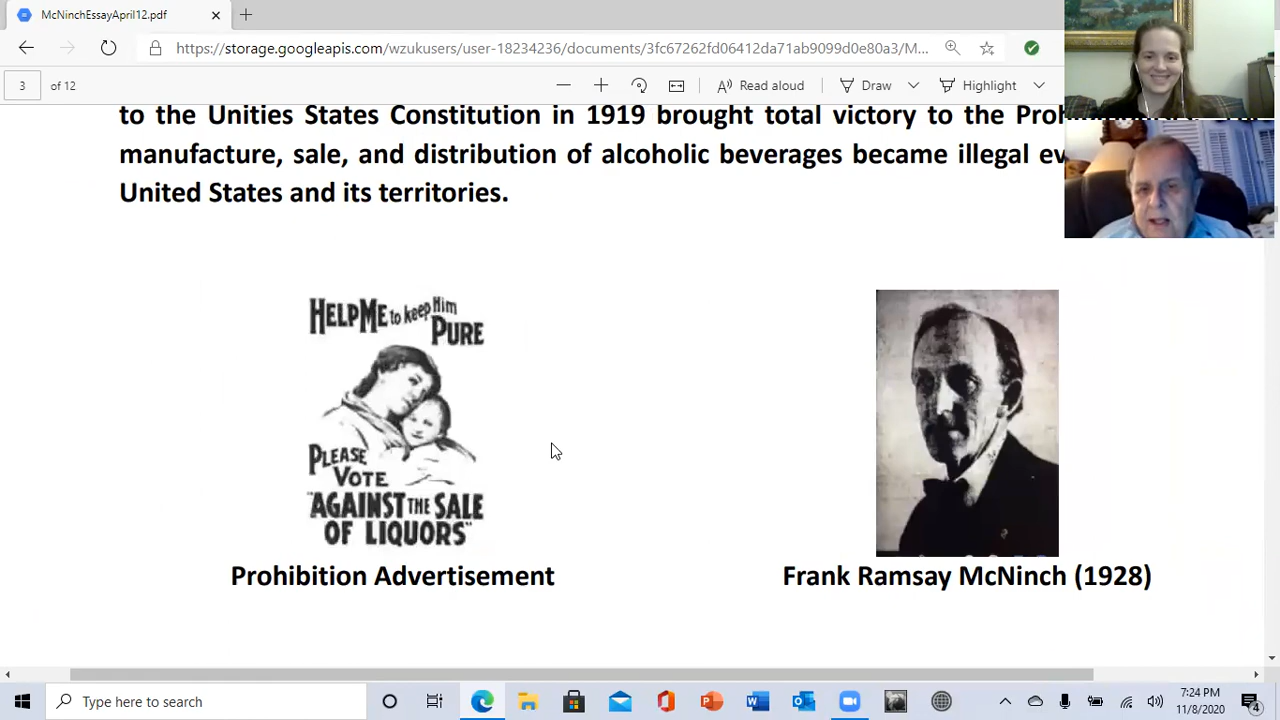 McNinchEssayApril12.pdf
https://storage.googleapis.com/wzukusers/user-18234236/documents/3fc67262fd06412da71ab9093d0e80a3/M...
3 of 12
Read aloud
Draw
Highlight
to the Unities States Constitution in 1919 brought total victory to the
manufacture, sale, and distribution of alcoholic beverages became illegal
United States and its territories.
HELP ME to keep Him
PURE
PLEASE
VOTE
"AGAINST THE SALE
OF LIQUORS"
Prohibition Advertisement
Frank Ramsay McNinch (1928)
Type here to search
7:24 PM
11/8/2020
4